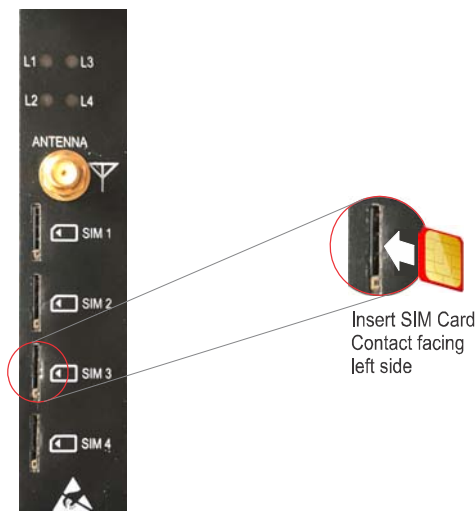 L1 L3
L2 L4
ANTENNA
SIM 1
SIM 2
SIM 3
SIM 4
Insert SIM Card
Contact facing
left side